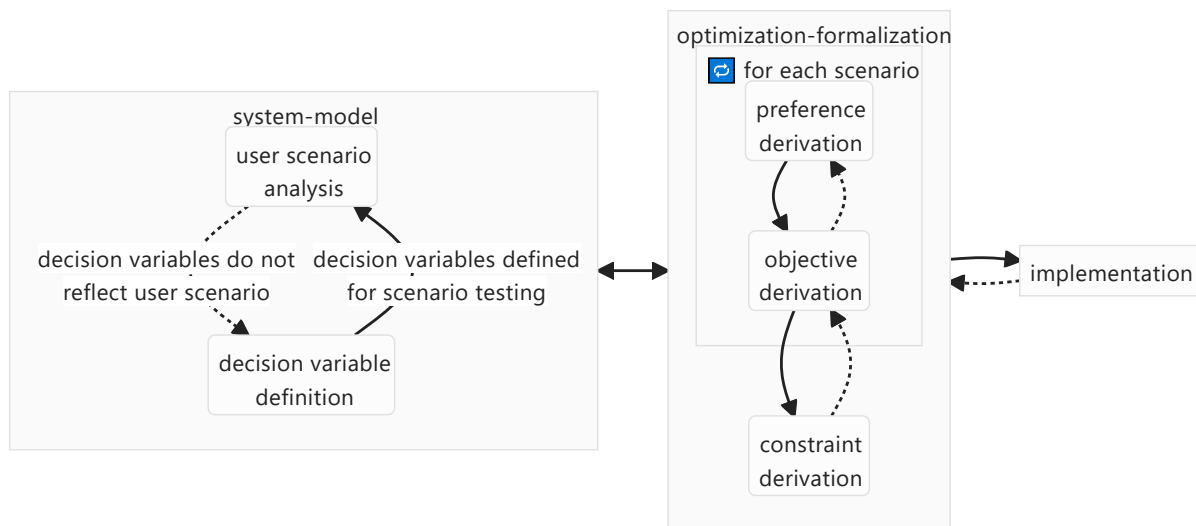 system-model
user scenario
analysis
decision variables do not
reflect user scenario
decision variables defined
for scenario testing
decision variable
definition
optimization-formalization
for each scenario
preference
derivation
objective
derivation
constraint
derivation
implementation